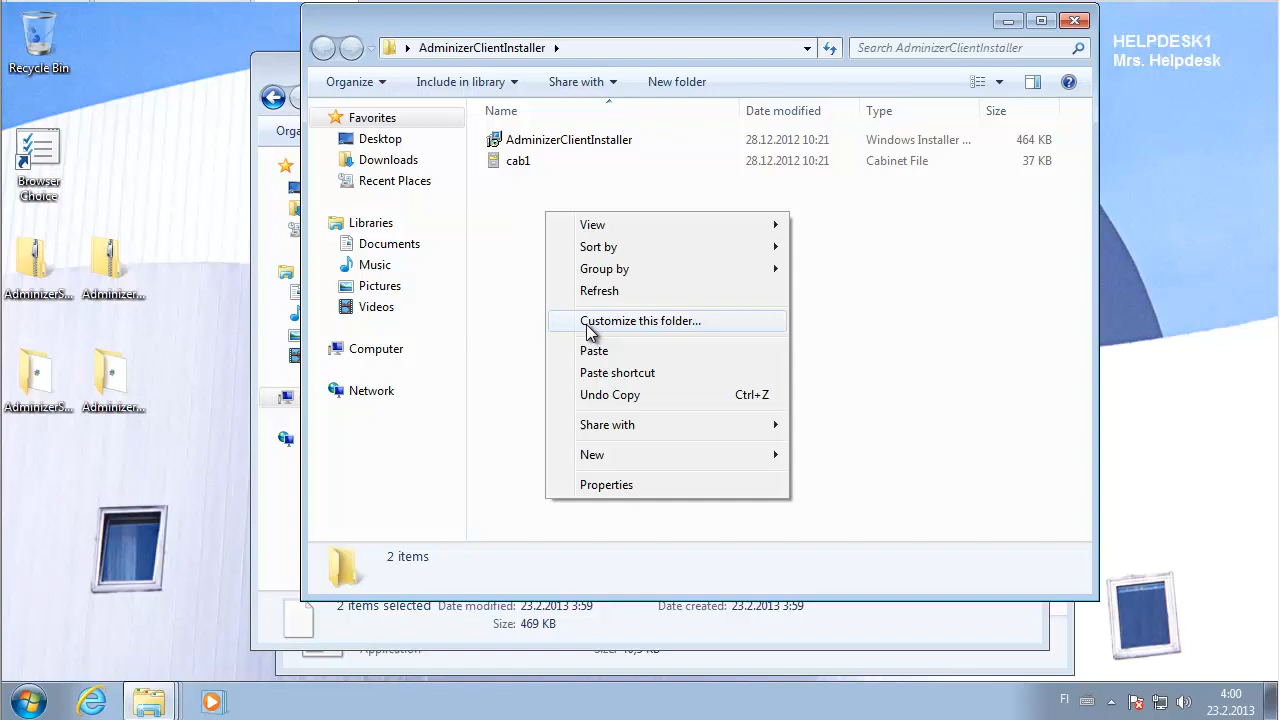 Recycle Bin
Browser
Choice
AdminizerS...
Adminizer...
AdminizerS...
Adminizer...
HELPDESK1
Mrs. Helpdesk
AdminizerClientInstaller
Search AdminizerClientInstaller
Organize
Include in library
Share with
New folder
Orga
Favorites
Desktop
Downloads
Recent Places
Libraries
Documents
Music
Pictures
Videos
Computer
Network
Name
Date modified
Type
Size
AdminizerClientInstaller
28.12.2012 10:21
Windows Installer ...
464 KB
cab1
28.12.2012 10:21
Cabinet File
37 KB
View
Sort by
Group by
Refresh
Customize this folder...
Paste
Paste shortcut
Undo Copy
Ctrl+Z
Share with
New
Properties
2 items
2 items selected
Date modified: 23.2.2013 3:59
Date created: 23.2.2013 3:59
Size: 469 KB
FI
4:00
23.2.2013